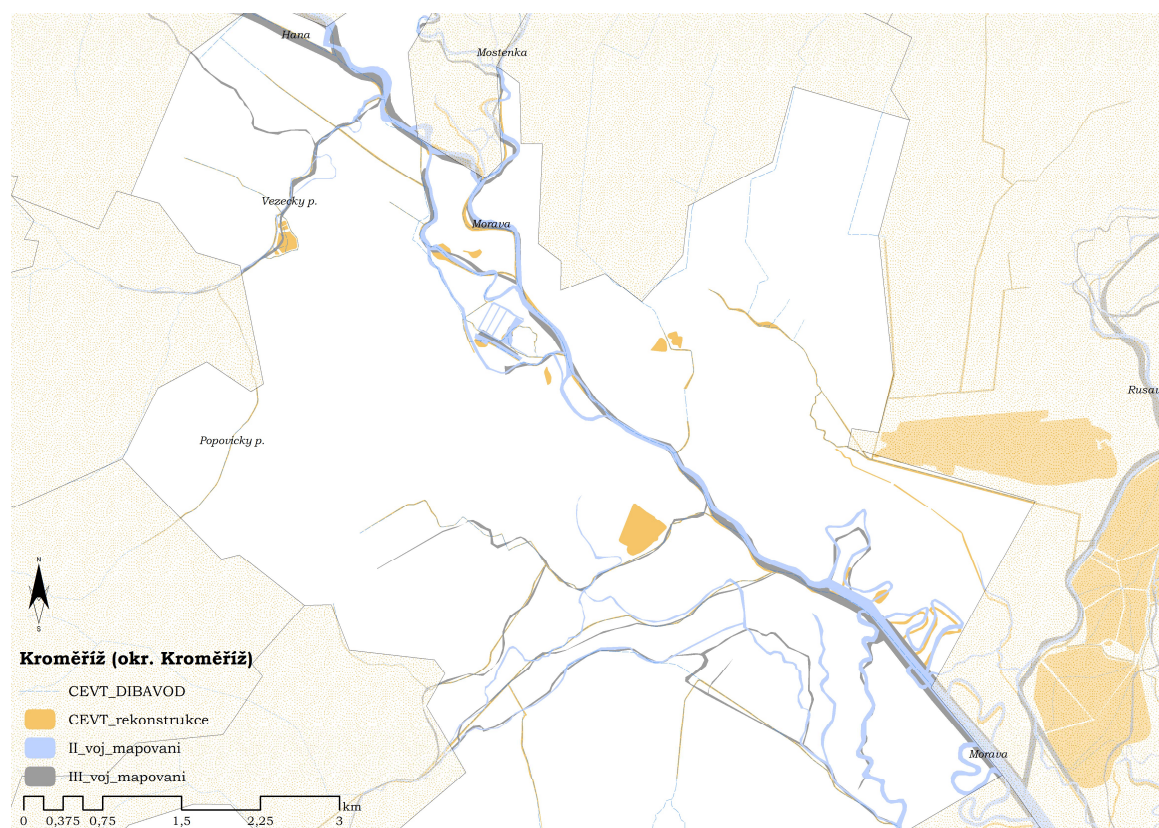 Hana
Mostenka
Vezecky p.
Morava
Rusav
Popovicky p.
N
S
Kroměříž (okr. Kroměříž)
CEVT_DIBAVOD
CEVT_rekonstrukce
II_voj_mapovani
III_voj_mapovani
Morava
km
0 0,375 0,75 1,5 2,25 3